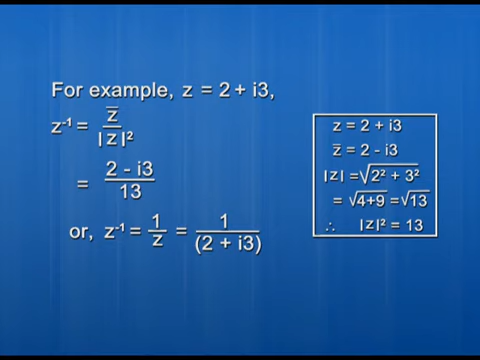 For example, z = 2 + i3,
z⁻¹ = z̅ / |z|²
= 2 - i3 / 13
or, z⁻¹ = 1/z = 1/(2 + i3)
z = 2 + i3
z̅ = 2 - i3
|z| = √2² + 3²
= √4+9 = √13
∴ |z|² = 13